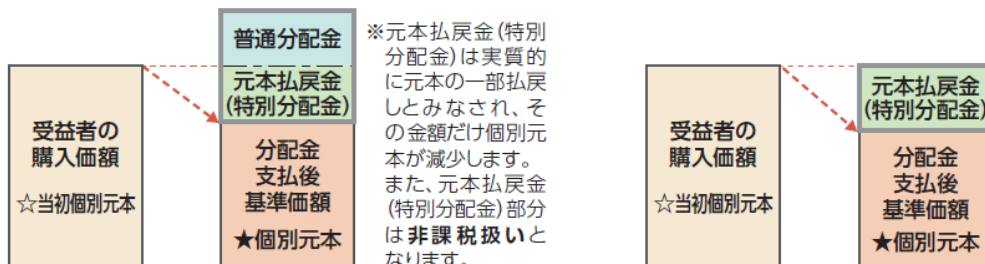 普通分配金
元本払戻金
(特別分配金)
受益者の
購入価額
☆当初個別元本
分配金
支払後
基準価額
★個別元本
※元本払戻金(特別
分配金)は実質的
に元本の一部払戻
しとみなされ、そ
の金額だけ個別元
本が減少します。
また、元本払戻金
(特別分配金)部分
は非課税扱いと
なります。
受益者の
購入価額
☆当初個別元本
元本払戻金
(特別分配金)
分配金
支払後
基準価額
★個別元本